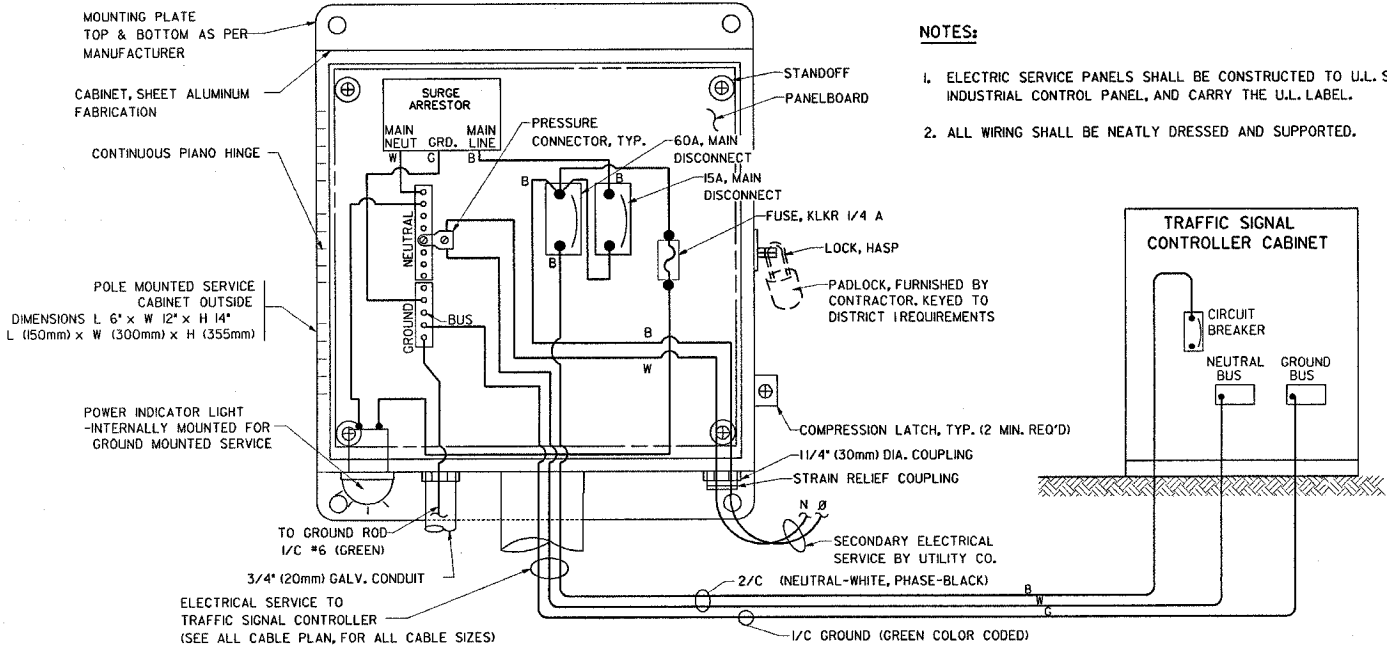 MOUNTING PLATE
TOP & BOTTOM AS PER
MANUFACTURER
CABINET, SHEET ALUMINUM
FABRICATION
CONTINUOUS PIANO HINGE
POLE MOUNTED SERVICE
CABINET OUTSIDE
DIMENSIONS L 6" x W 12" x H 14"
L (150mm) x W (300mm) x H (355mm)
POWER INDICATOR LIGHT
-INTERNALLY MOUNTED FOR
GROUND MOUNTED SERVICE
SURGE
ARRESTOR
MAIN
NEUT
GRD.
MAIN
LINE
W
G
B
PRESSURE
CONNECTOR, TYP.
NEUTRAL
GROUND
BUS
STANDOFF
PANELBOARD
60A, MAIN
DISCONNECT
15A, MAIN
DISCONNECT
B
B
B
FUSE, KLKR 1/4 A
LOCK, HASP
PADLOCK, FURNISHED BY
CONTRACTOR. KEYED TO
DISTRICT 1 REQUIREMENTS
B
W
COMPRESSION LATCH, TYP. (2 MIN. REQ'D)
1 1/4" (30mm) DIA. COUPLING
STRAIN RELIEF COUPLING
N Ø
SECONDARY ELECTRICAL
SERVICE BY UTILITY CO.
TO GROUND ROD
1/C #6 (GREEN)
3/4" (20mm) GALV. CONDUIT
ELECTRICAL SERVICE TO
TRAFFIC SIGNAL CONTROLLER
(SEE ALL CABLE PLAN, FOR ALL CABLE SIZES)
2/C (NEUTRAL-WHITE, PHASE-BLACK)
B
W
G
1/C GROUND (GREEN COLOR CODED)
NOTES:
1. ELECTRIC SERVICE PANELS SHALL BE CONSTRUCTED TO U.L. S
INDUSTRIAL CONTROL PANEL, AND CARRY THE U.L. LABEL.
2. ALL WIRING SHALL BE NEATLY DRESSED AND SUPPORTED.
TRAFFIC SIGNAL
CONTROLLER CABINET
CIRCUIT
BREAKER
NEUTRAL
BUS
GROUND
BUS